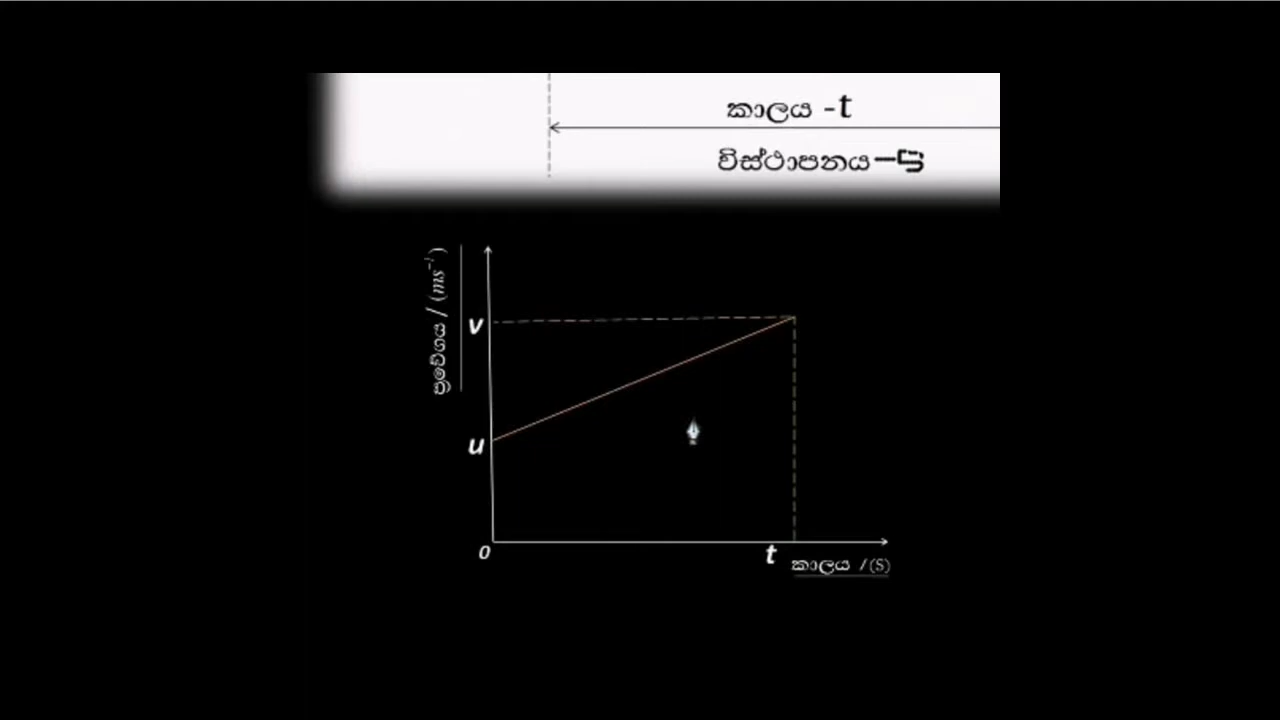 කාලය -t
විස්ථාපනය-S
ප්‍රවේගය / (ms⁻¹)
v
u
0
t
කාලය /(S)